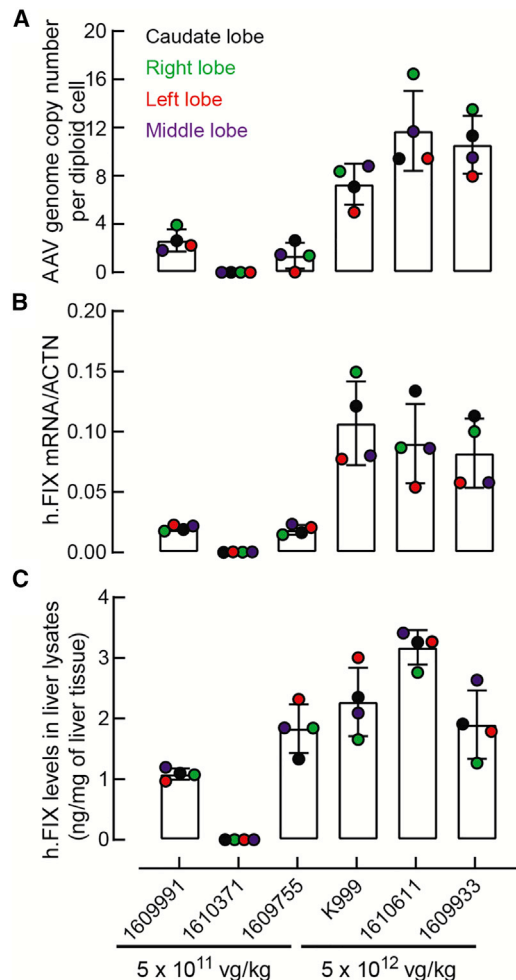 A
AAV genome copy number
per diploid cell
20
16
12
8
4
0
Caudate lobe
Right lobe
Left lobe
Middle lobe
B
h.FIX mRNA/ACTN
0.20
0.15
0.10
0.05
0.00
C
h.FIX levels in liver lysates
(ng/mg of liver tissue)
4
3
2
1
0
1609991
1610371
1609755
K999
1610611
1609933
5 x 10¹¹ vg/kg
5 x 10¹² vg/kg